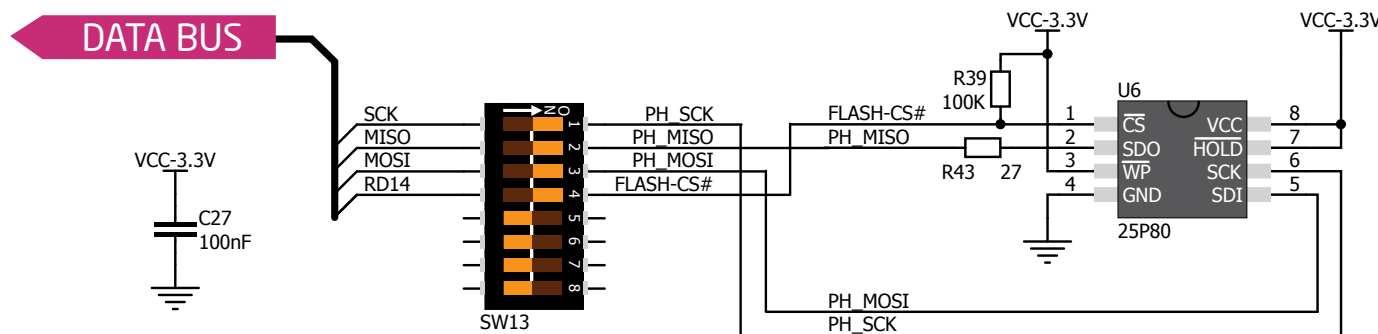 DATA BUS
VCC-3.3V
VCC-3.3V
R39
100K
U6
SCK
MISO
MOSI
RD14
ON
1
2
3
4
5
6
7
8
SW13
PH_SCK
PH_MISO
PH_MOSI
FLASH-CS#
FLASH-CS#
PH_MISO
R43 27
1
2
3
4
CS
SDO
WP
GND
VCC
HOLD
SCK
SDI
8
7
6
5
25P80
VCC-3.3V
C27
100nF
PH_MOSI
PH_SCK